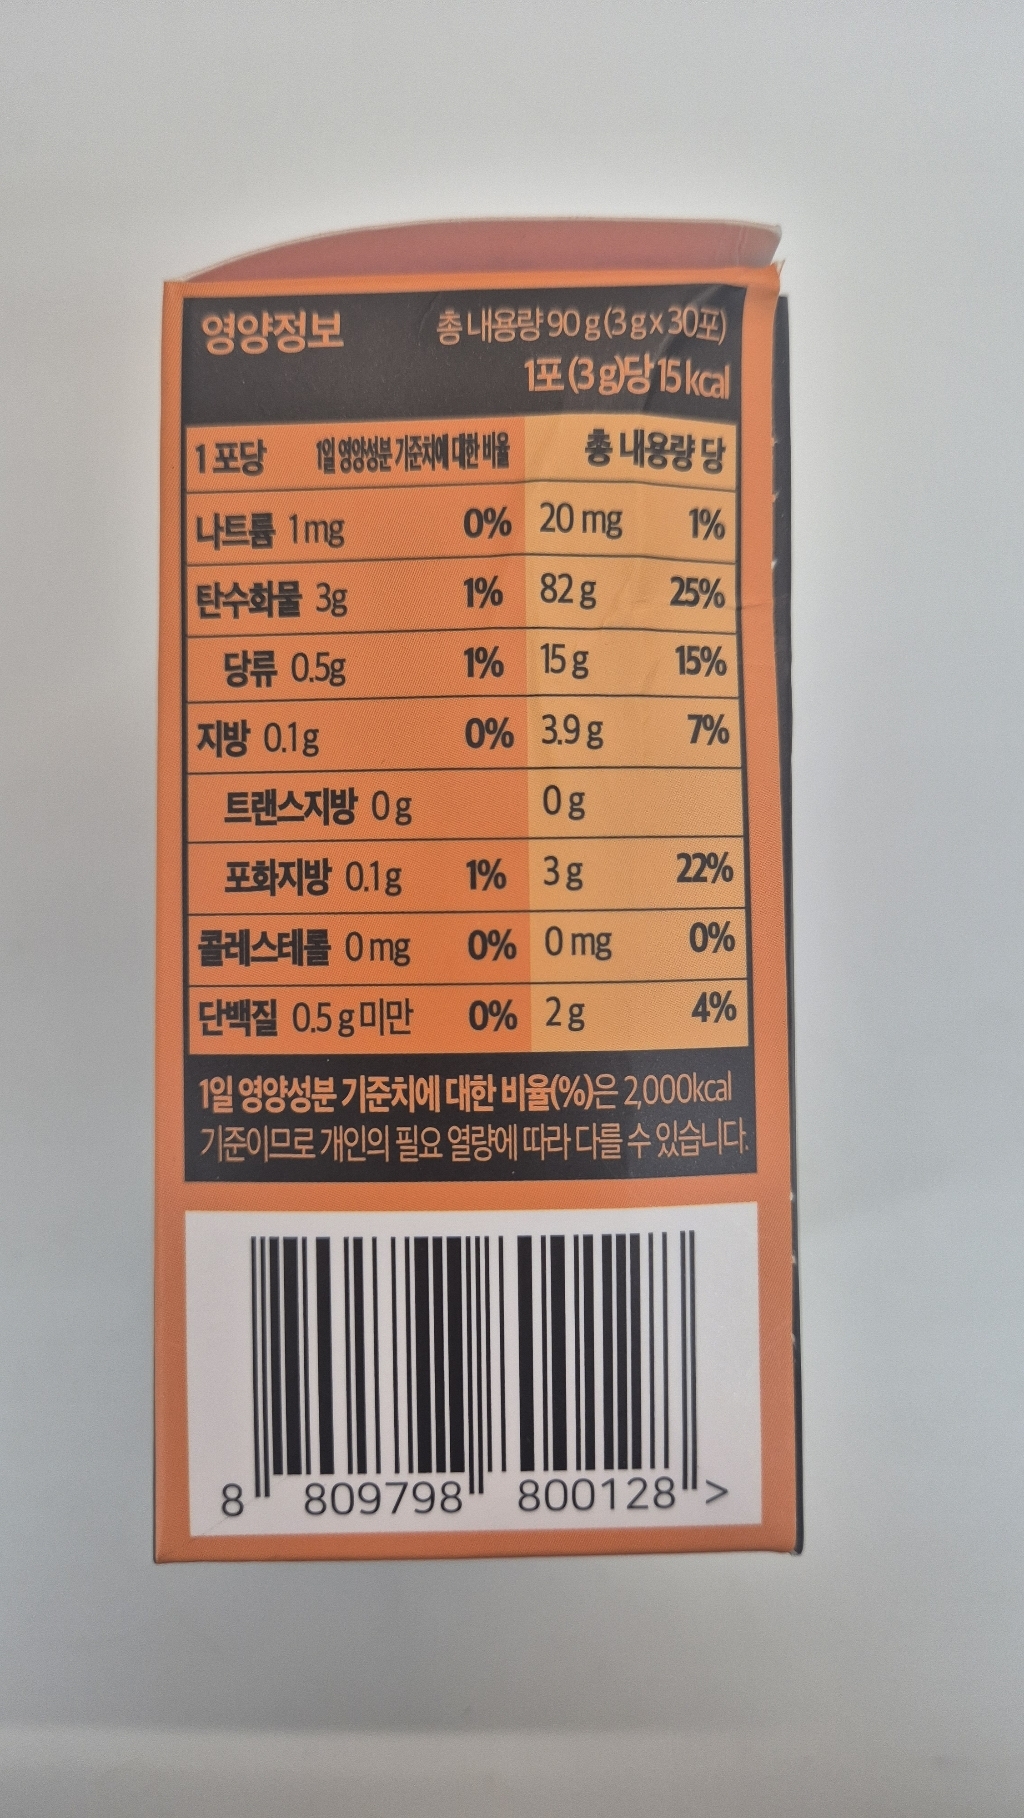 영양정보 총 내용량 90 g (3 g x 30포)
1포 (3 g)당 15 kcal
1 포당 1일 영양성분 기준치에 대한 비율 총 내용량 당
나트륨 1mg 0% 20 mg 1%
탄수화물 3g 1% 82 g 25%
당류 0.5g 1% 15 g 15%
지방 0.1g 0% 3.9 g 7%
트랜스지방 0 g 0 g
포화지방 0.1g 1% 3 g 22%
콜레스테롤 0 mg 0% 0 mg 0%
단백질 0.5 g 미만 0% 2 g 4%
1일 영양성분 기준치에 대한 비율(%)은 2,000kcal
기준이므로 개인의 필요 열량에 따라 다를 수 있습니다.
8 809798 800128 >